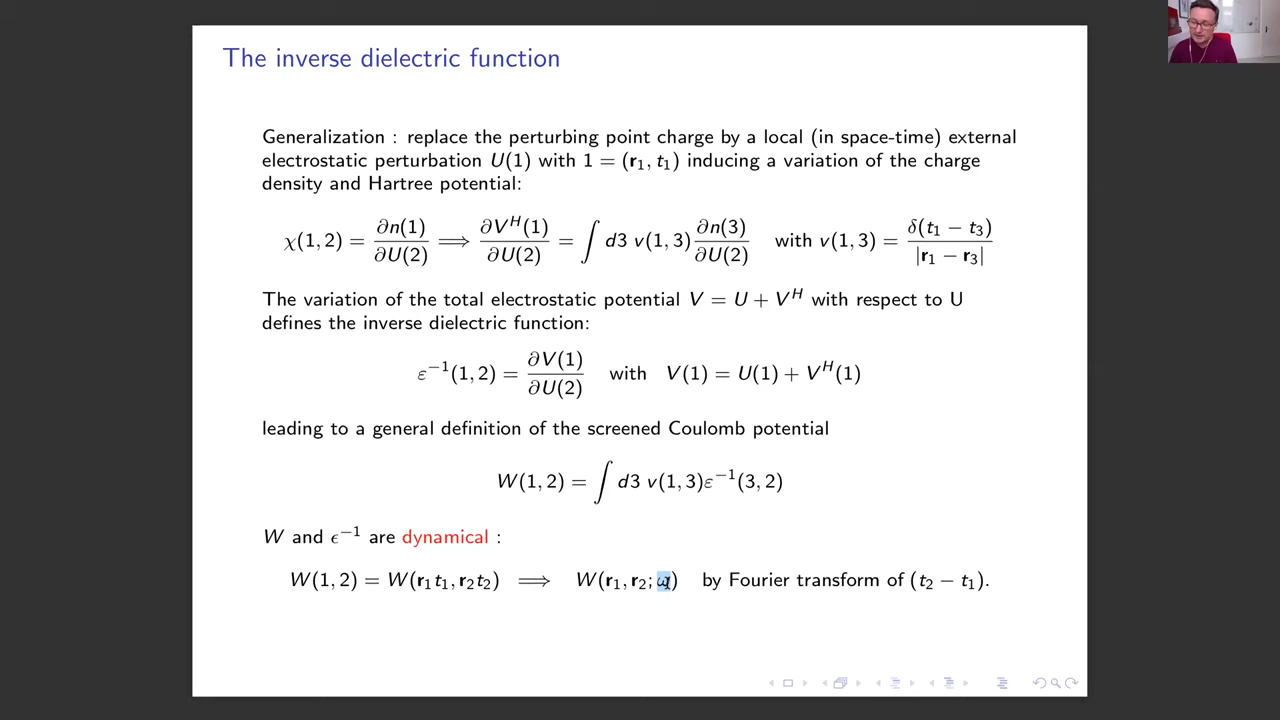 The inverse dielectric function
Generalization : replace the perturbing point charge by a local (in space-time) external
electrostatic perturbation U(1) with 1 = (r₁, t₁) inducing a variation of the charge
density and Hartree potential:
χ(1, 2) = ∂n(1)/∂U(2) ⟹ ∂Vᴴ(1)/∂U(2) = ∫ d3 v(1, 3) ∂n(3)/∂U(2) with v(1, 3) = δ(t₁ − t₃)/|r₁ − r₃|
The variation of the total electrostatic potential V = U + Vᴴ with respect to U
defines the inverse dielectric function:
ε⁻¹(1, 2) = ∂V(1)/∂U(2) with V(1) = U(1) + Vᴴ(1)
leading to a general definition of the screened Coulomb potential
W(1, 2) = ∫ d3 v(1, 3)ε⁻¹(3, 2)
W and ϵ⁻¹ are dynamical :
W(1, 2) = W(r₁t₁, r₂t₂) ⟹ W(r₁, r₂; ω) by Fourier transform of (t₂ − t₁).